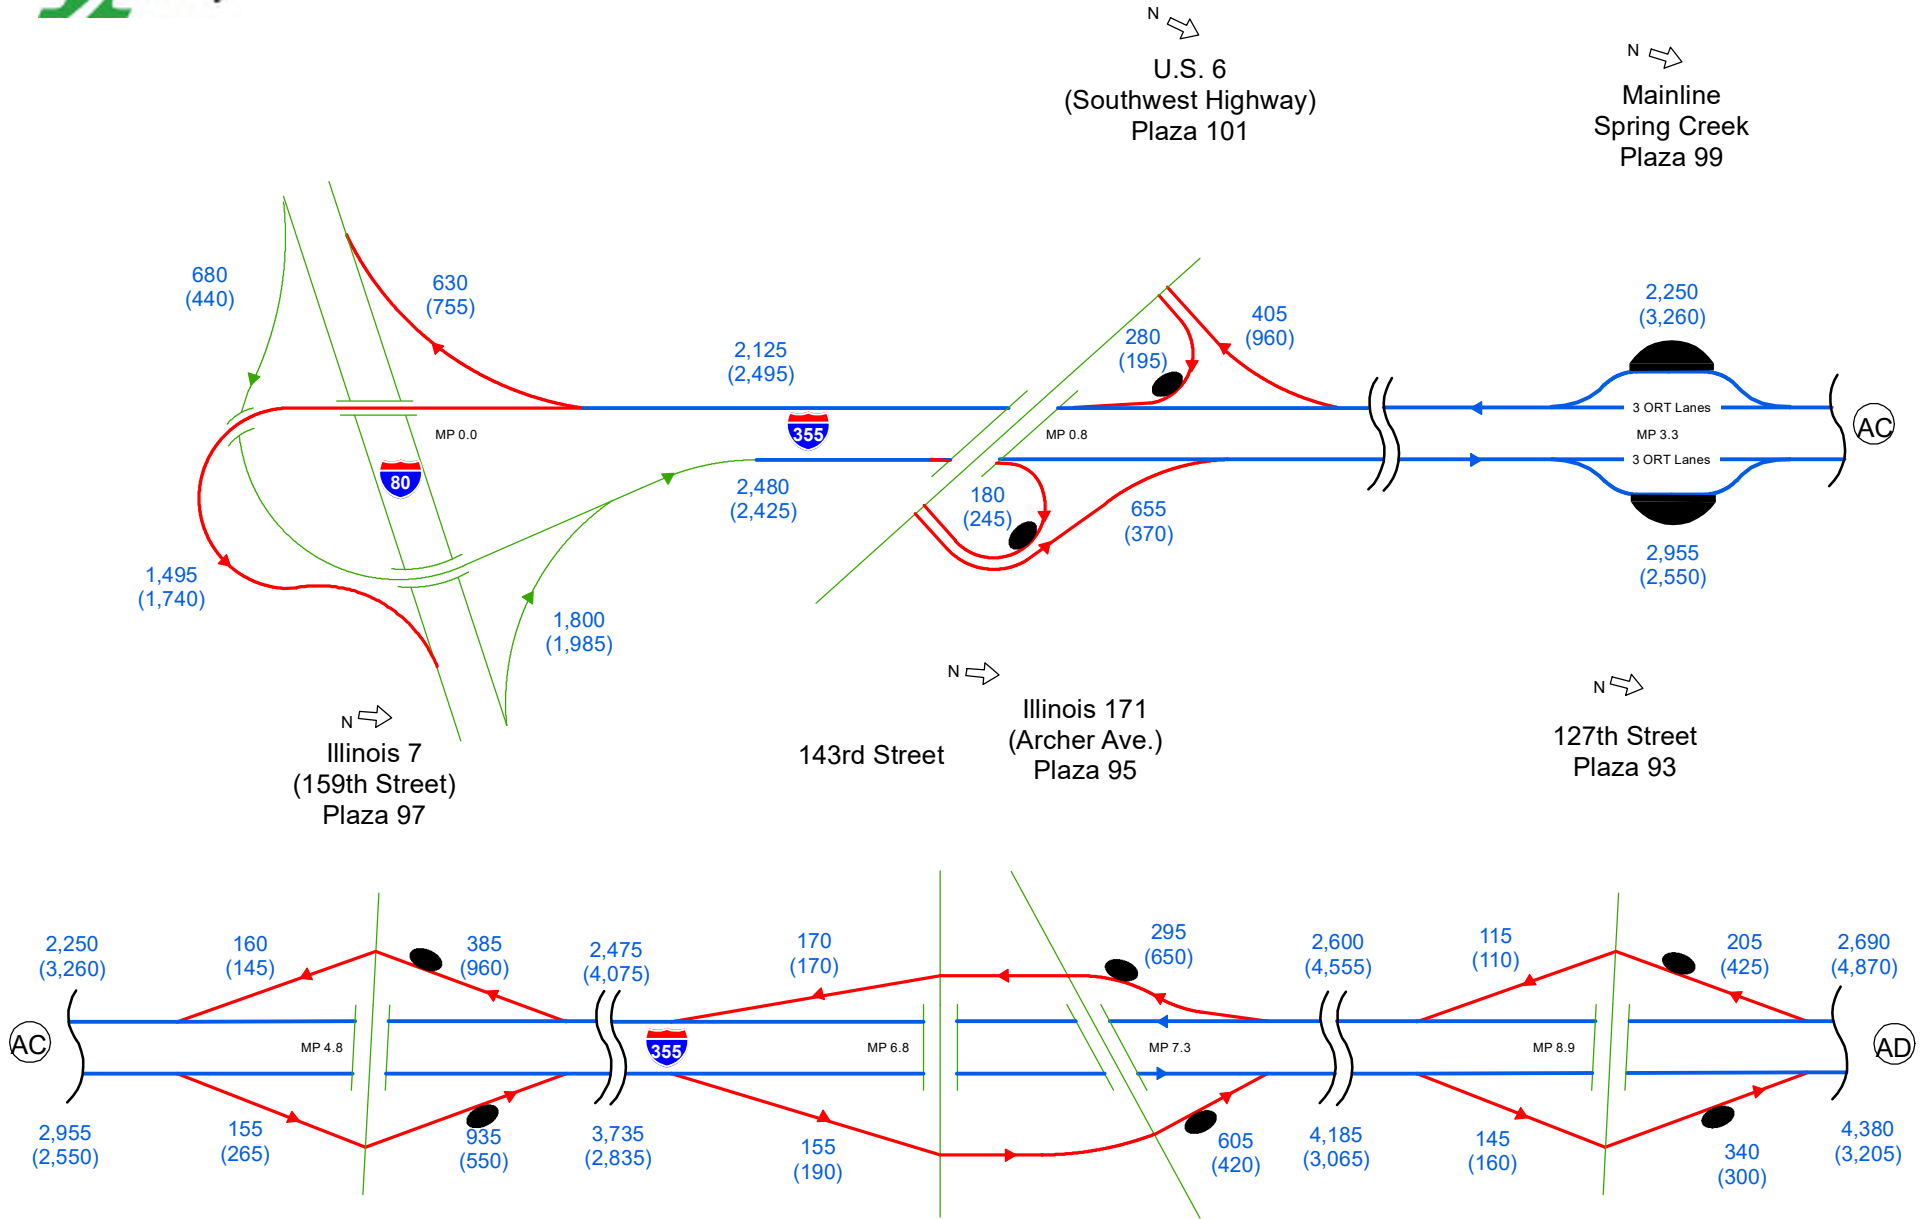 N
U.S. 6
(Southwest Highway)
Plaza 101
N
Mainline
Spring Creek
Plaza 99
680
(440)
630
(755)
2,125
(2,495)
280
(195)
405
(960)
2,250
(3,260)
MP 0.0
355
MP 0.8
3 ORT Lanes
MP 3.3
3 ORT Lanes
AC
80
2,480
(2,425)
180
(245)
655
(370)
2,955
(2,550)
1,495
(1,740)
1,800
(1,985)
N
Illinois 7
(159th Street)
Plaza 97
143rd Street
N
Illinois 171
(Archer Ave.)
Plaza 95
N
127th Street
Plaza 93
2,250
(3,260)
160
(145)
385
(960)
2,475
(4,075)
170
(170)
295
(650)
2,600
(4,555)
115
(110)
205
(425)
2,690
(4,870)
AC
MP 4.8
355
MP 6.8
MP 7.3
MP 8.9
AD
2,955
(2,550)
155
(265)
935
(550)
3,735
(2,835)
155
(190)
605
(420)
4,185
(3,065)
145
(160)
340
(300)
4,380
(3,205)